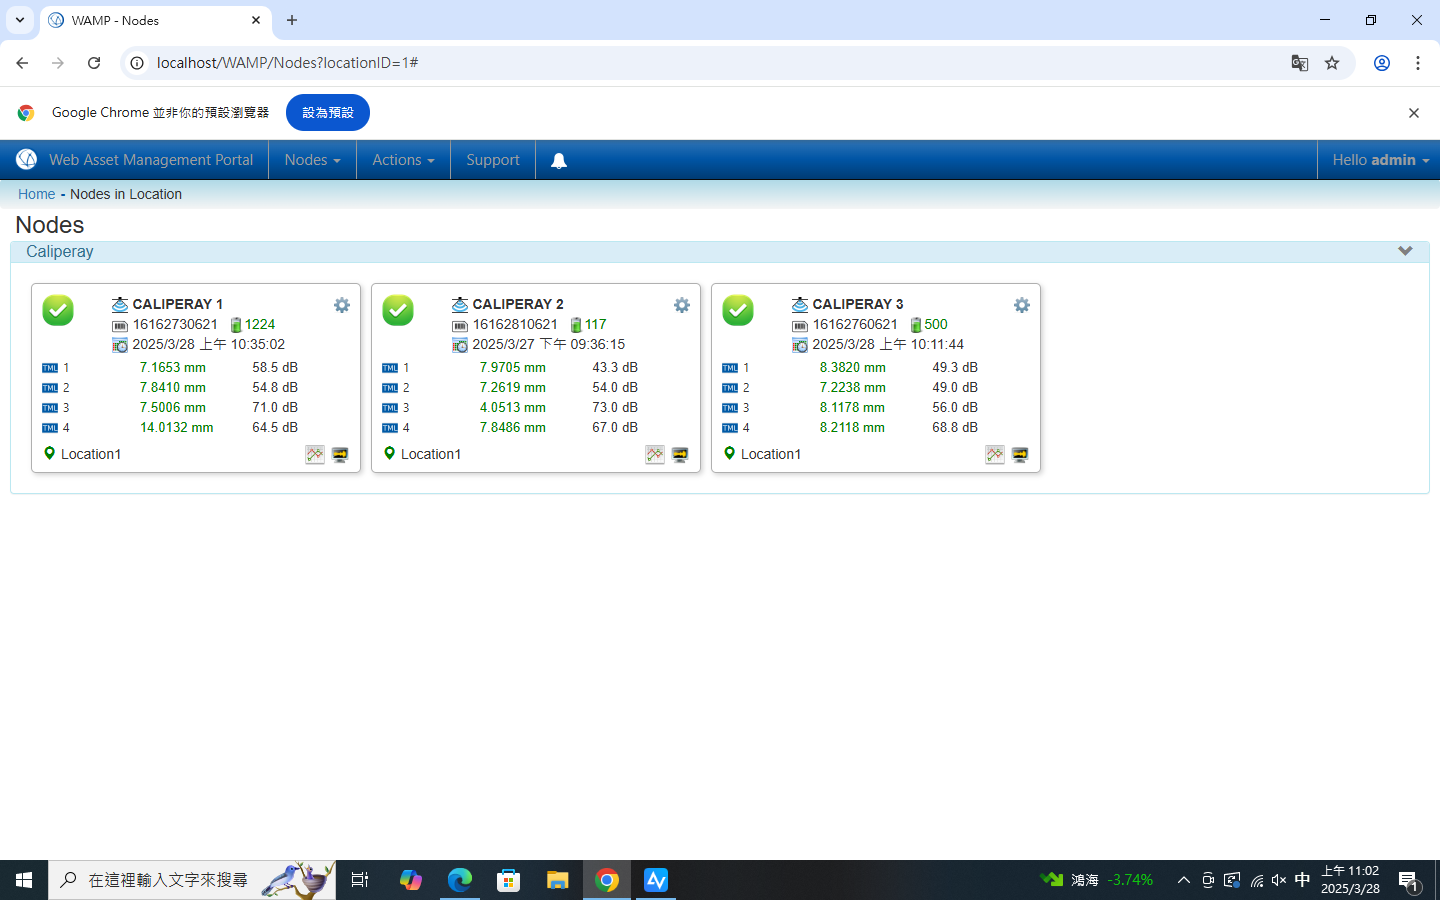 WAMP - Nodes
localhost/WAMP/Nodes?locationID=1#
Google Chrome 並非你的預設瀏覽器 設為預設
Web Asset Management Portal Nodes Actions Support Hello admin
Home - Nodes in Location
Nodes
Caliperay
CALIPERAY 1
16162730621 1224
2025/3/28 上午 10:35:02
TML 1 7.1653 mm 58.5 dB
TML 2 7.8410 mm 54.8 dB
TML 3 7.5006 mm 71.0 dB
TML 4 14.0132 mm 64.5 dB
Location1
CALIPERAY 2
16162810621 117
2025/3/27 下午 09:36:15
TML 1 7.9705 mm 43.3 dB
TML 2 7.2619 mm 54.0 dB
TML 3 4.0513 mm 73.0 dB
TML 4 7.8486 mm 67.0 dB
Location1
CALIPERAY 3
16162760621 500
2025/3/28 上午 10:11:44
TML 1 8.3820 mm 49.3 dB
TML 2 7.2238 mm 49.0 dB
TML 3 8.1178 mm 56.0 dB
TML 4 8.2118 mm 68.8 dB
Location1
在這裡輸入文字來搜尋
鴻海 -3.74%
中
上午 11:02
2025/3/28
1